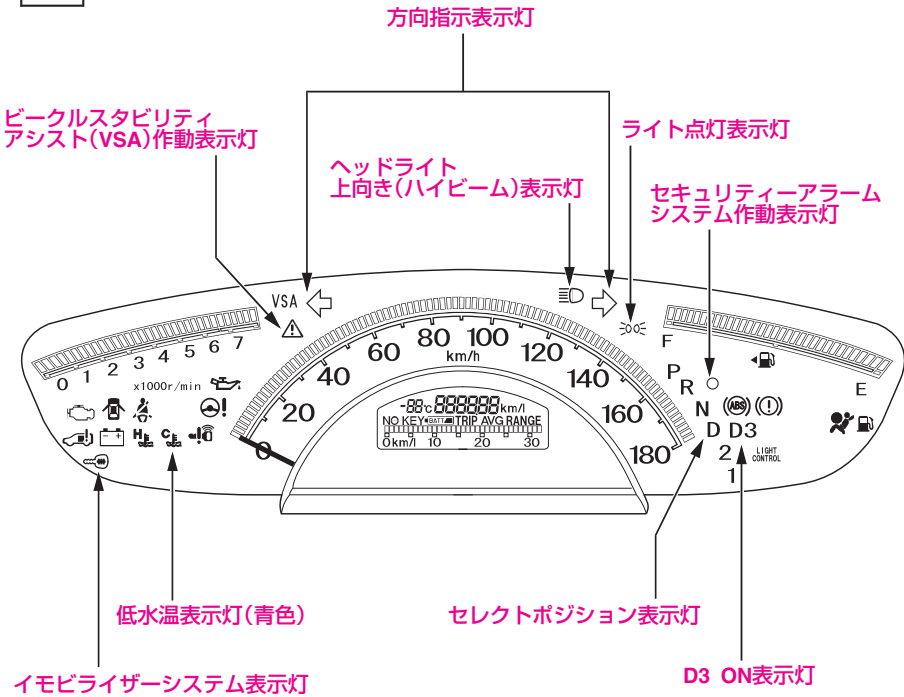 方向指示表示灯
ビークルスタビリティ
アシスト(VSA)作動表示灯
ヘッドライト
上向き(ハイビーム)表示灯
ライト点灯表示灯
セキュリティーアラーム
システム作動表示灯
VSA
0 1 2 3 4 5 6 7
x1000r/min
H
C
0 20 40 60 80 100 120 140 160 180
km/h
-88℃ 888888 km/l
NO KEY BATT TRIP AVG RANGE
0km/l 10 20 30
F
E
P
R
N
D D3
2
1
ABS
LIGHT
CONTROL
低水温表示灯(青色)
セレクトポジション表示灯
イモビライザーシステム表示灯
D3 ON表示灯